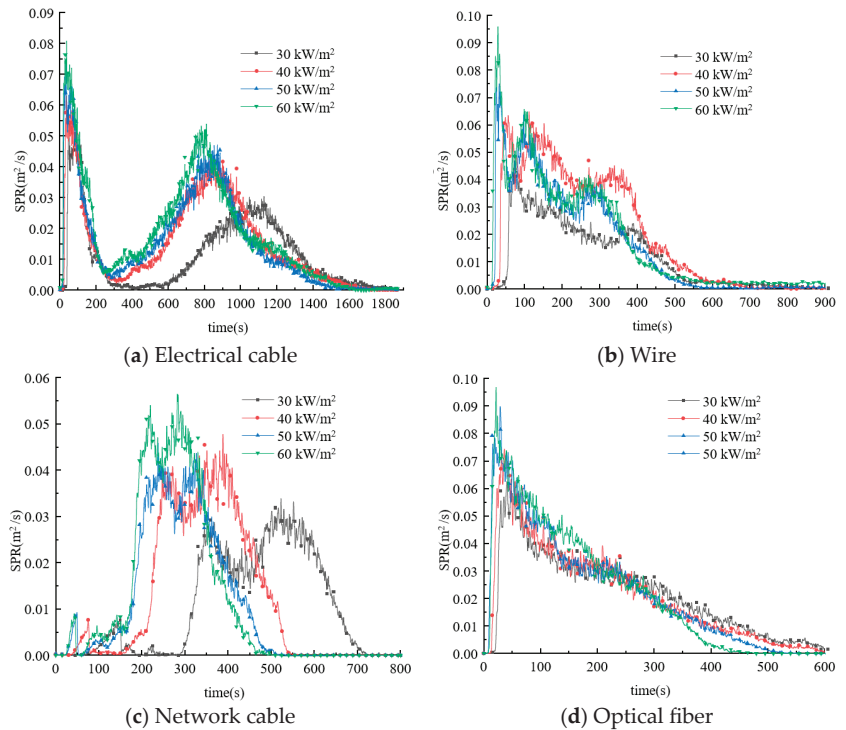 0.09
0.08
0.07
0.06
0.05
0.04
0.03
0.02
0.01
0.00
SPR(m²/s)
30 kW/m²
40 kW/m²
50 kW/m²
60 kW/m²
0 200 400 600 800 1000 1200 1400 1600 1800
time(s)
(a) Electrical cable
0.10
0.09
0.08
0.07
0.06
0.05
0.04
0.03
0.02
0.01
0.00
SPR(m²/s)
30 kW/m²
40 kW/m²
50 kW/m²
60 kW/m²
0 100 200 300 400 500 600 700 800 900
time(s)
(b) Wire
0.06
0.05
0.04
0.03
0.02
0.01
0.00
SPR(m²/s)
30 kW/m²
40 kW/m²
50 kW/m²
60 kW/m²
0 100 200 300 400 500 600 700 800
time(s)
(c) Network cable
0.10
0.09
0.08
0.07
0.06
0.05
0.04
0.03
0.02
0.01
0.00
SPR(m²/s)
30 kW/m²
40 kW/m²
50 kW/m²
50 kW/m²
0 100 200 300 400 500 600
time(s)
(d) Optical fiber